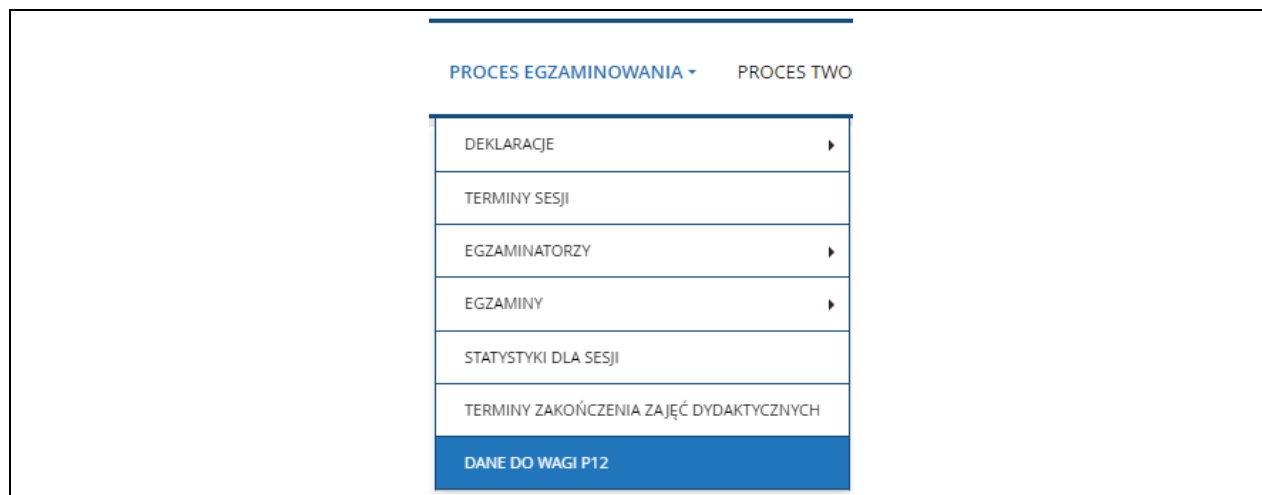 PROCES EGZAMINOWANIA PROCES TWO
DEKLARACJE
TERMINY SESJI
EGZAMINATORZY
EGZAMINY
STATYSTYKI DLA SESJI
TERMINY ZAKOŃCZENIA ZAJĘĆ DYDAKTYCZNYCH
DANE DO WAGI P12